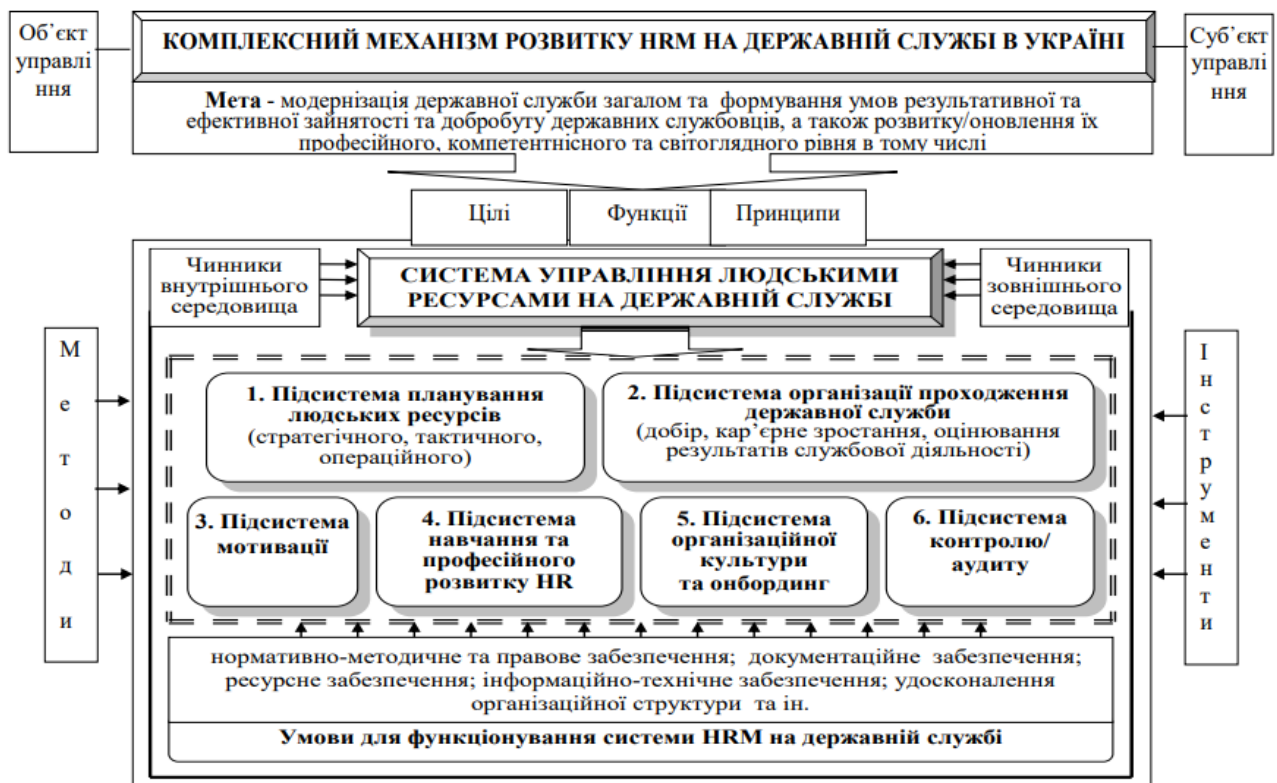 Об’єкт
управлі
ння
КОМПЛЕКСНИЙ МЕХАНІЗМ РОЗВИТКУ HRM НА ДЕРЖАВНІЙ СЛУЖБІ В УКРАЇНІ
Суб’єкт
управлі
ння
Мета - модернізація державної служби загалом та формування умов результативної та
ефективної зайнятості та добробуту державних службовців, а також розвитку/оновлення їх
професійного, компетентнісного та світоглядного рівня в тому числі
Цілі
Функції
Принципи
Чинники
внутрішнього
середовища
СИСТЕМА УПРАВЛІННЯ ЛЮДСЬКИМИ
РЕСУРСАМИ НА ДЕРЖАВНІЙ СЛУЖБІ
Чинники
зовнішнього
середовища
Методи
Інструменти
1. Підсистема планування
людських ресурсів
(стратегічного, тактичного,
операційного)
2. Підсистема організації проходження
державної служби
(добір, кар’єрне зростання, оцінювання
результатів службової діяльності)
3. Підсистема
мотивації
4. Підсистема
навчання та
професійного
розвитку HR
5. Підсистема
організаційної
культури
та онбординг
6. Підсистема
контролю/
аудиту
нормативно-методичне та правове забезпечення; документаційне забезпечення;
ресурсне забезпечення; інформаційно-технічне забезпечення; удосконалення
організаційної структури та ін.
Умови для функціонування системи HRM на державній службі